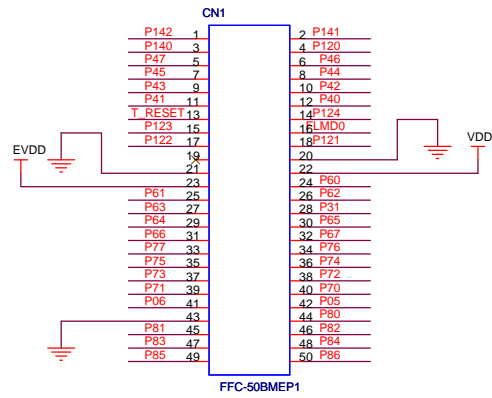 CN1
P142 1 2 P141
P140 3 4 P120
P47 5 6 P46
P45 7 8 P44
P43 9 10 P42
P41 11 12 P40
T_RESET 13 14 P124
P123 15 16 FLMD0
P122 17 18 P121
EVDD 19 20 VDD
21 22
23 24 P60
P61 25 26 P62
P63 27 28 P31
P64 29 30 P65
P66 31 32 P67
P77 33 34 P76
P75 35 36 P74
P73 37 38 P72
P71 39 40 P70
P06 41 42 P05
43 44 P80
P81 45 46 P82
P83 47 48 P84
P85 49 50 P86
FFC-50BMEP1